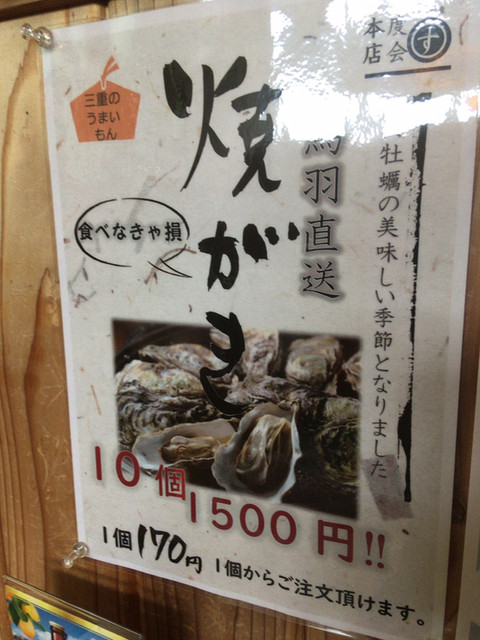 す
度会
本店
牡蠣の美味しい季節となりました
羽直送
焼がき
三重の
うまい
もん
食べなきゃ損
10個
1500円!!
1個170円
1個からご注文頂けます。